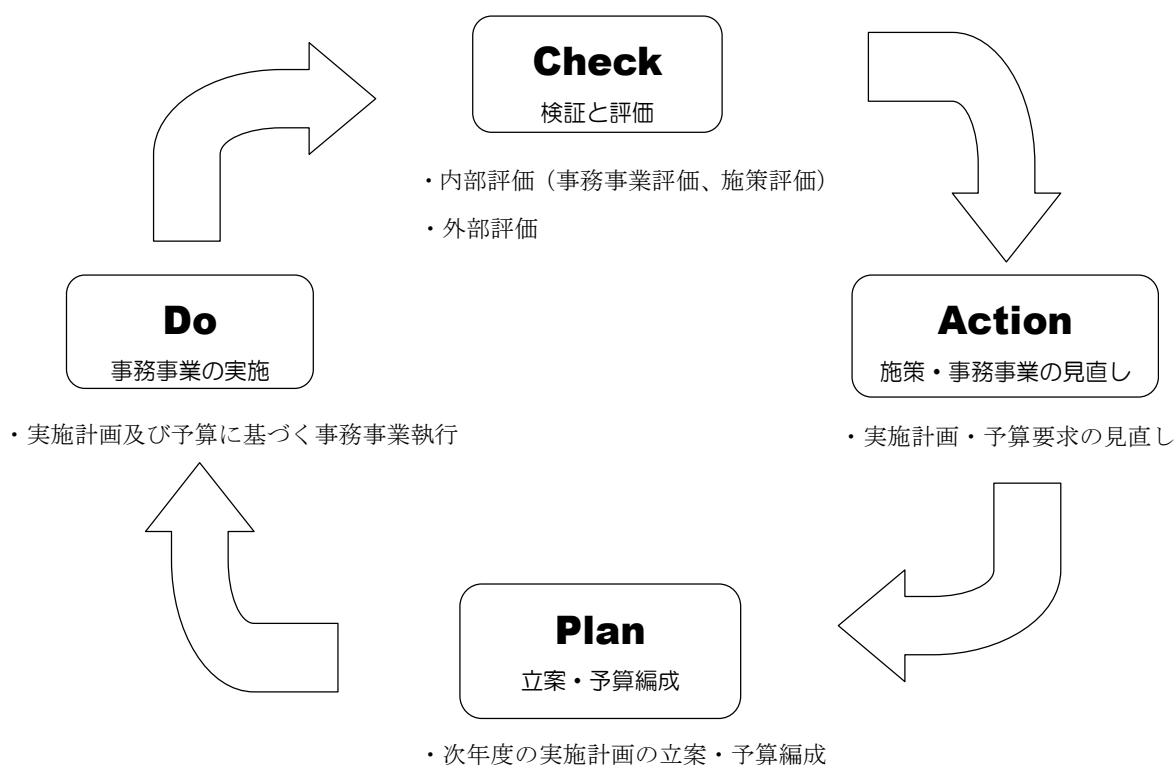 Check
検証と評価
・内部評価（事務事業評価、施策評価）
・外部評価
Do
事務事業の実施
・実施計画及び予算に基づく事務事業執行
Action
施策・事務事業の見直し
・実施計画・予算要求の見直し
Plan
立案・予算編成
・次年度の実施計画の立案・予算編成